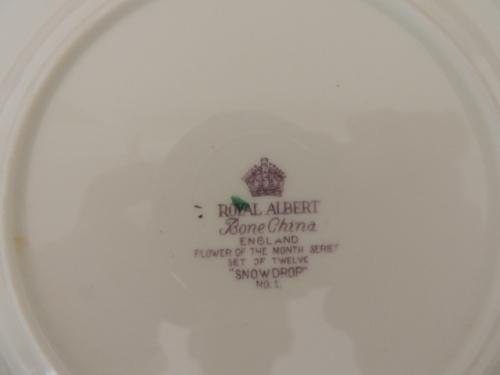 ROYAL ALBERT
Bone China
ENGLAND
FLOWER OF THE MONTH SERIES
SET OF TWELVE
"SNOWDROP"
NO. 1.